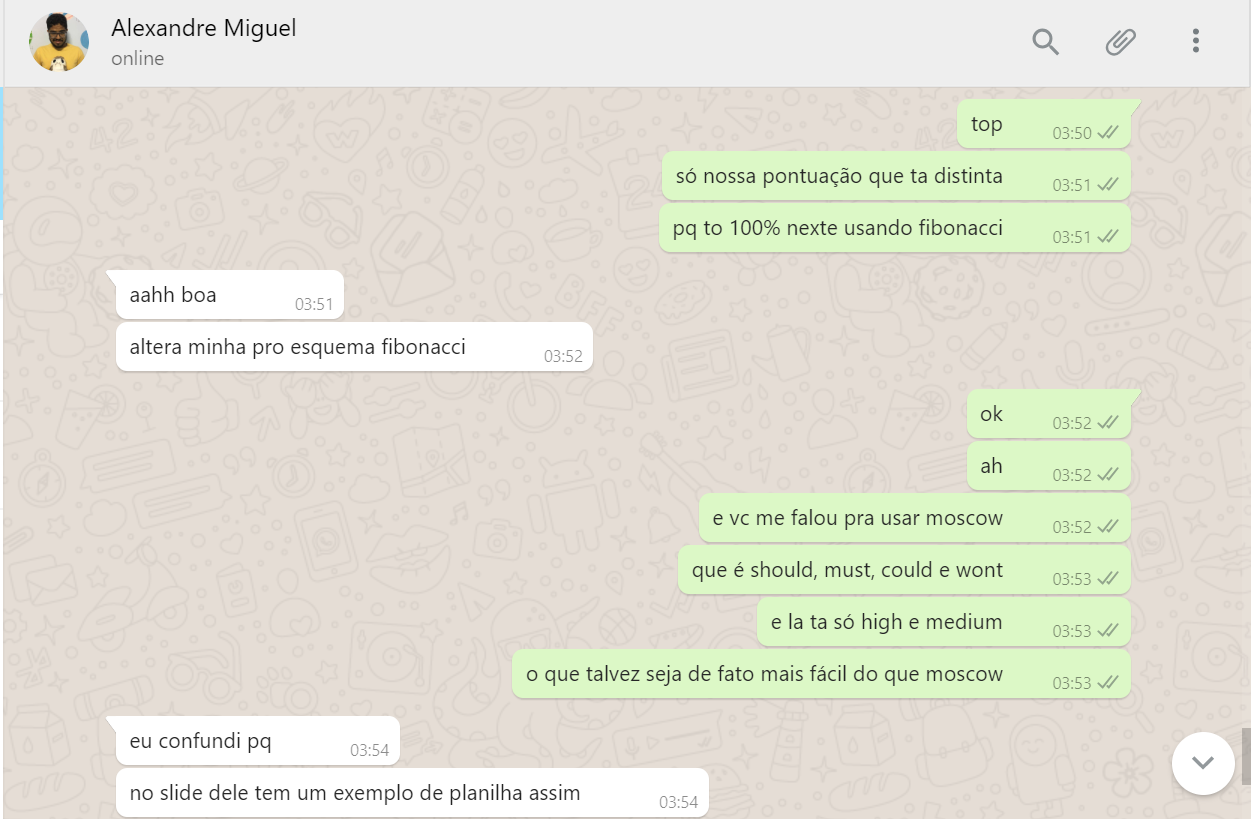 Alexandre Miguel
online
top 03:50
só nossa pontuação que ta distinta 03:51
pq to 100% nexte usando fibonacci 03:51
aahh boa 03:51
altera minha pro esquema fibonacci 03:52
ok 03:52
ah 03:52
e vc me falou pra usar moscow 03:52
que é should, must, could e wont 03:53
e la ta só high e medium 03:53
o que talvez seja de fato mais fácil do que moscow 03:53
eu confundi pq 03:54
no slide dele tem um exemplo de planilha assim 03:54